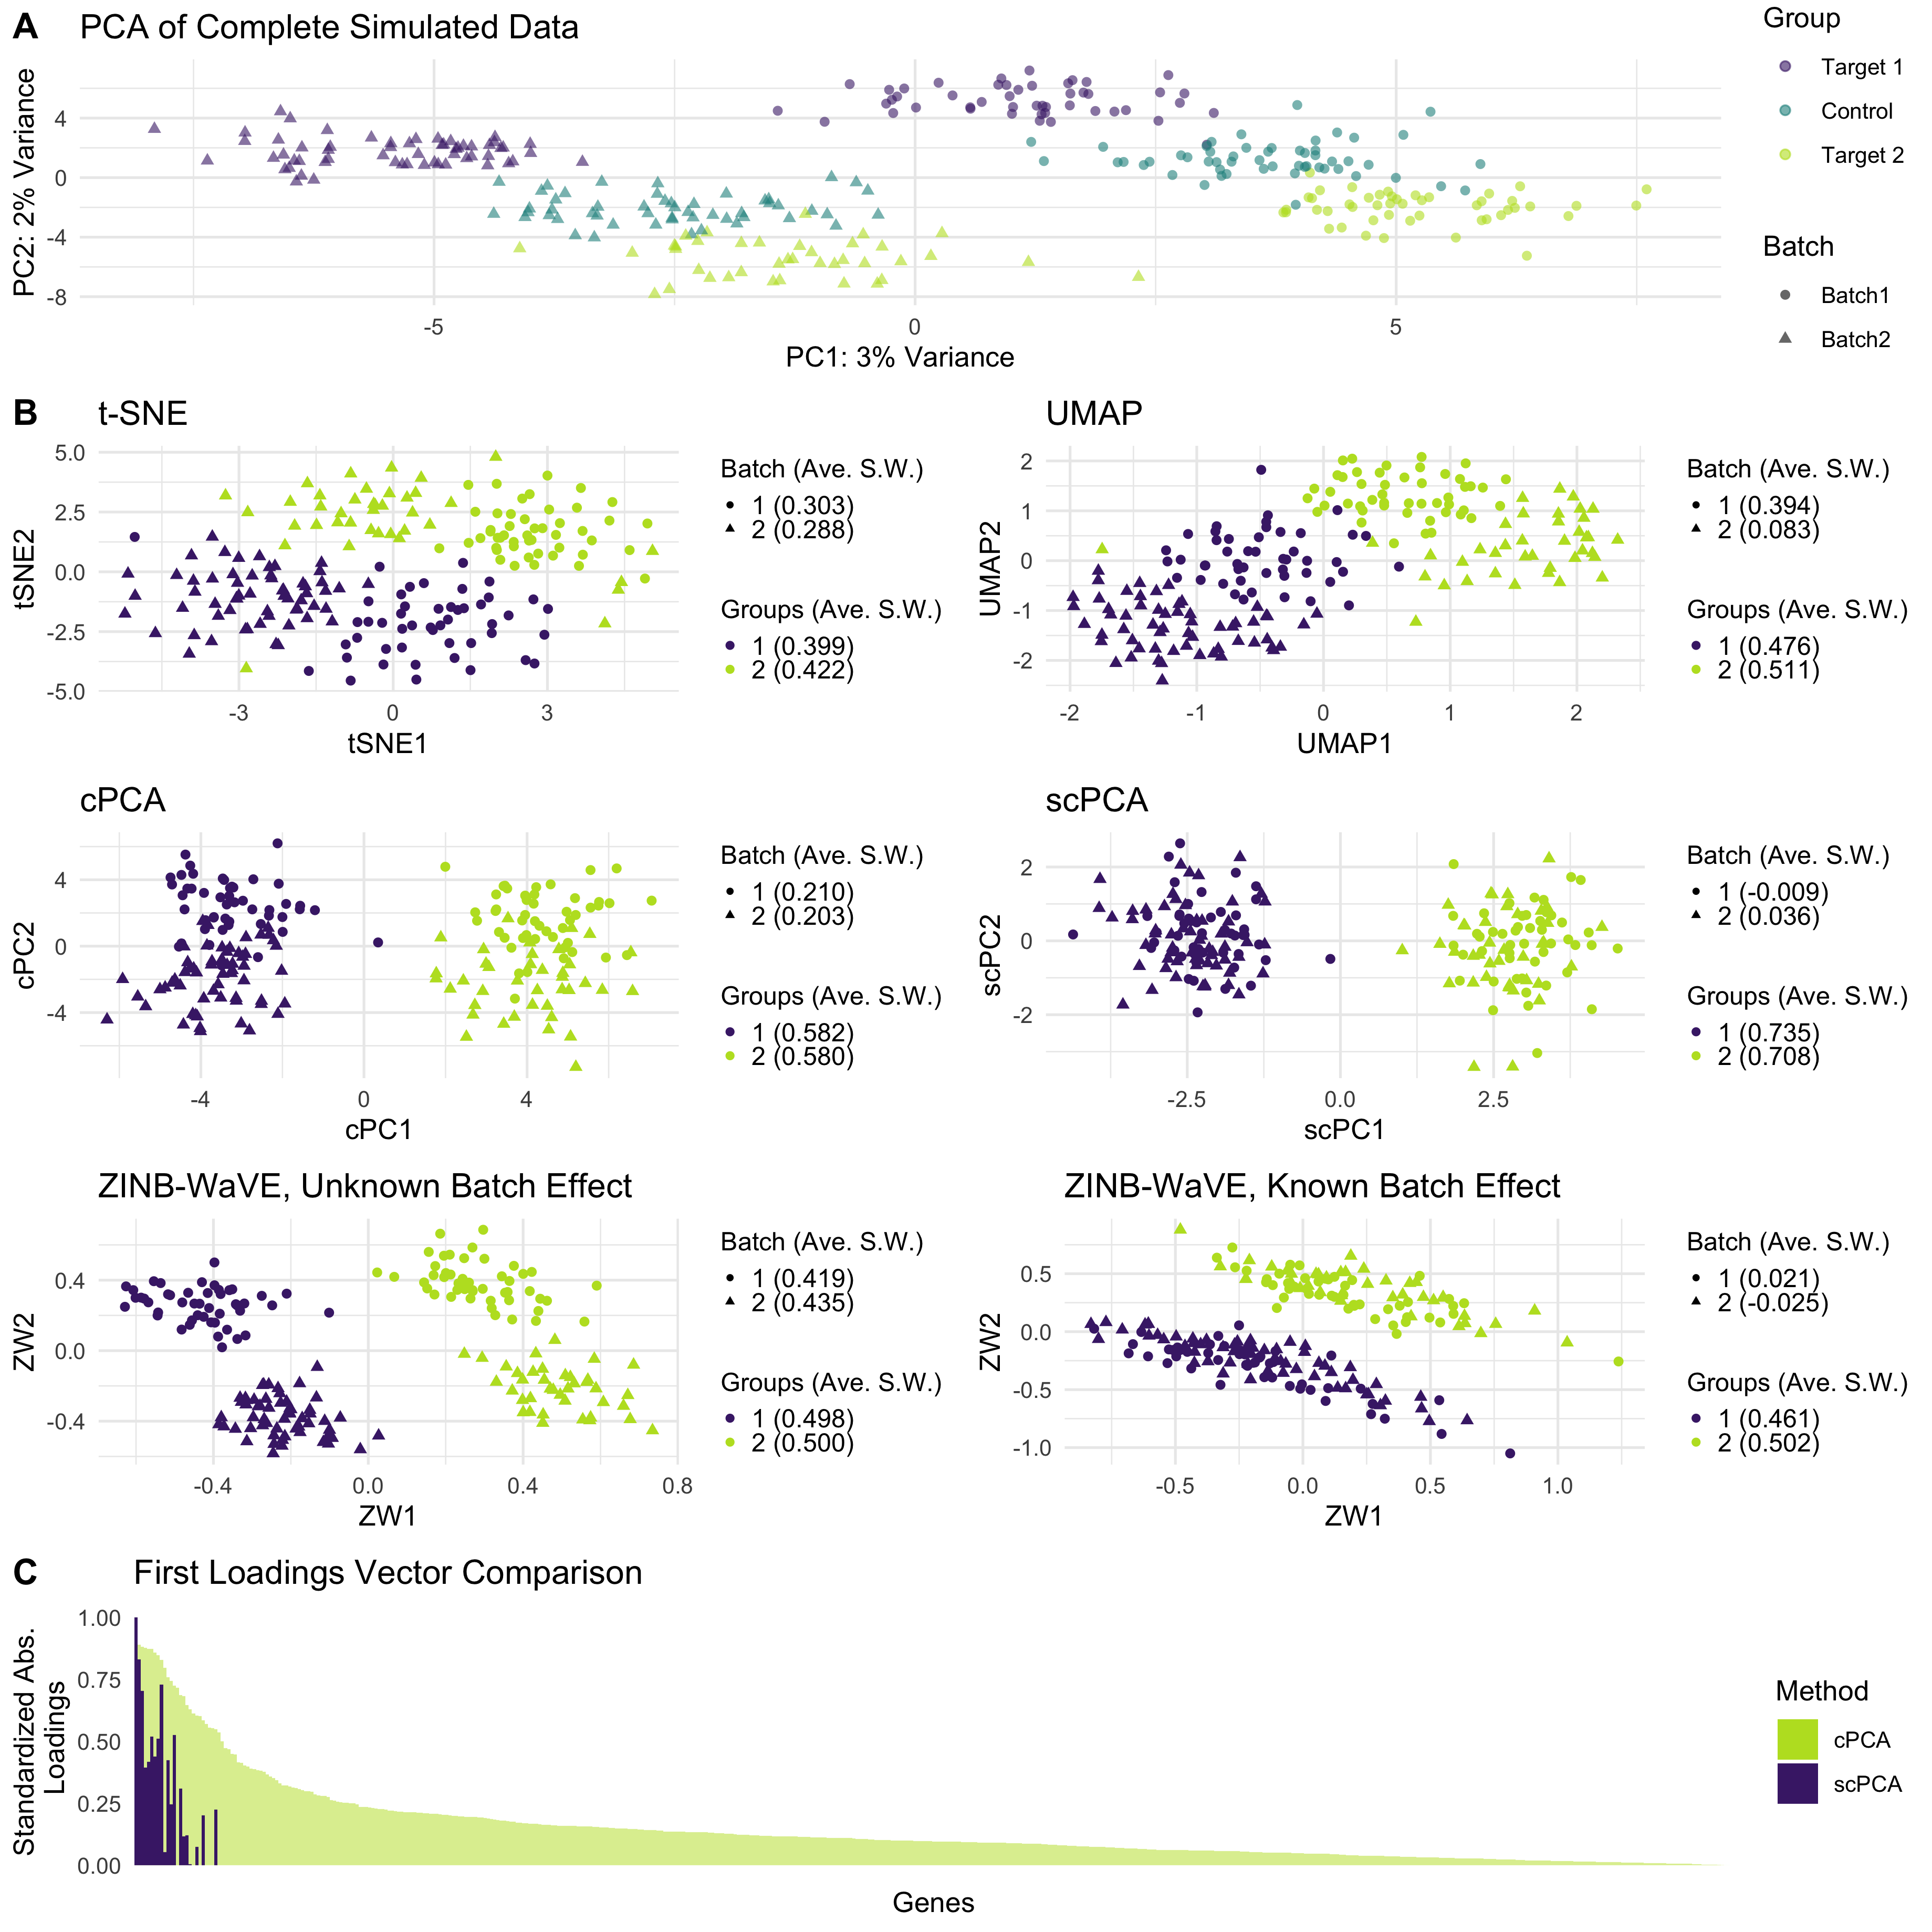 A PCA of Complete Simulated Data
PC2: 2% Variance
4
0
-4
-8
-5 0 5
PC1: 3% Variance
Group
Target 1
Control
Target 2
Batch
Batch1
Batch2
B t-SNE
tSNE2
5.0
2.5
0.0
-2.5
-5.0
-3 0 3
tSNE1
Batch (Ave. S.W.)
1 (0.303)
2 (0.288)
Groups (Ave. S.W.)
1 (0.399)
2 (0.422)
UMAP
UMAP2
2
1
0
-1
-2
-2 -1 0 1 2
UMAP1
Batch (Ave. S.W.)
1 (0.394)
2 (0.083)
Groups (Ave. S.W.)
1 (0.476)
2 (0.511)
cPCA
cPC2
4
0
-4
-4 0 4
cPC1
Batch (Ave. S.W.)
1 (0.210)
2 (0.203)
Groups (Ave. S.W.)
1 (0.582)
2 (0.580)
scPCA
scPC2
2
0
-2
-2.5 0.0 2.5
scPC1
Batch (Ave. S.W.)
1 (-0.009)
2 (0.036)
Groups (Ave. S.W.)
1 (0.735)
2 (0.708)
ZINB-WaVE, Unknown Batch Effect
ZW2
0.4
0.0
-0.4
-0.4 0.0 0.4 0.8
ZW1
Batch (Ave. S.W.)
1 (0.419)
2 (0.435)
Groups (Ave. S.W.)
1 (0.498)
2 (0.500)
ZINB-WaVE, Known Batch Effect
ZW2
0.5
0.0
-0.5
-1.0
-0.5 0.0 0.5 1.0
ZW1
Batch (Ave. S.W.)
1 (0.021)
2 (-0.025)
Groups (Ave. S.W.)
1 (0.461)
2 (0.502)
C First Loadings Vector Comparison
Standardized Abs.
Loadings
1.00
0.75
0.50
0.25
0.00
Genes
Method
cPCA
scPCA